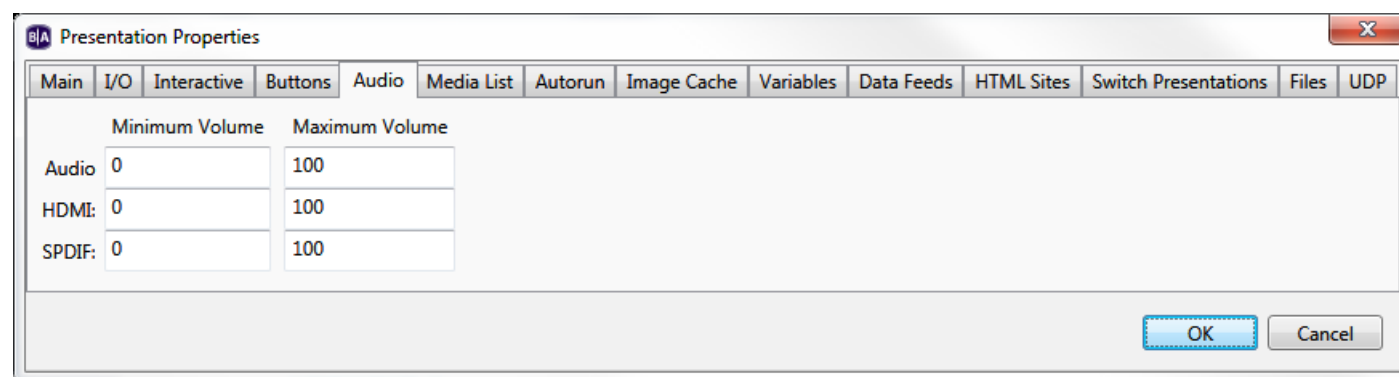 B|A Presentation Properties X
Main I/O Interactive Buttons Audio Media List Autorun Image Cache Variables Data Feeds HTML Sites Switch Presentations Files UDP
Minimum Volume Maximum Volume
Audio 0 100
HDMI: 0 100
SPDIF: 0 100
OK Cancel